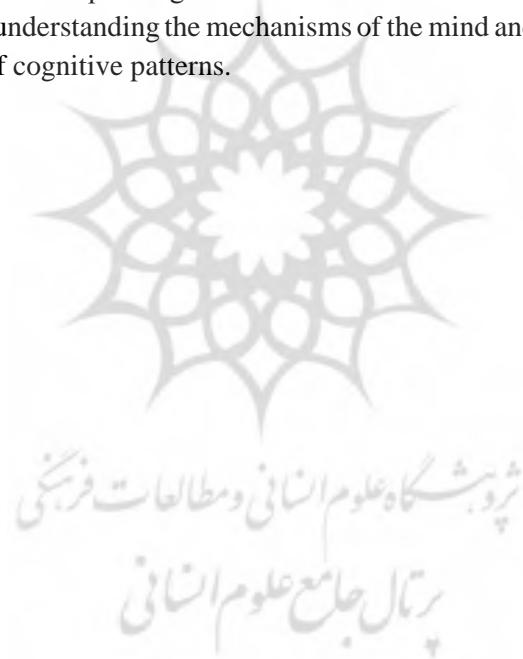 understanding the mechanisms of the mind and
f cognitive patterns.
پژوهشگاه علوم انسانی و مطالعات فرهنگی
پرتال جامع علوم انسانی